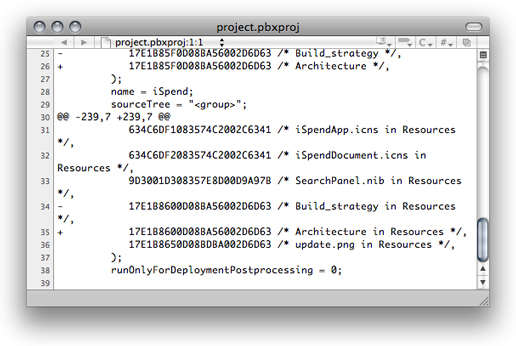 project.pbxproj
project.pbxproj:1:1
C
#
25 - 17E1B85F0D08BA56002D6D63 /* Build_strategy */,
26 + 17E1B85F0D08BA56002D6D63 /* Architecture */,
27 );
28 name = iSpend;
29 sourceTree = "<group>";
30 @@ -239,7 +239,7 @@
31 634C6DF1083574C2002C6341 /* iSpendApp.icns in Resources
*/,
32 634C6DF2083574C2002C6341 /* iSpendDocument.icns in
Resources */,
33 9D3001D308357E8D00D9A97B /* SearchPanel.nib in Resources
*/,
34 - 17E1B8600D08BA56002D6D63 /* Build_strategy in Resources
*/,
35 + 17E1B8600D08BA56002D6D63 /* Architecture in Resources */,
36 17E1B8650D08BDBA002D6D63 /* update.png in Resources */,
37 );
38 runOnlyForDeploymentPostprocessing = 0;
39